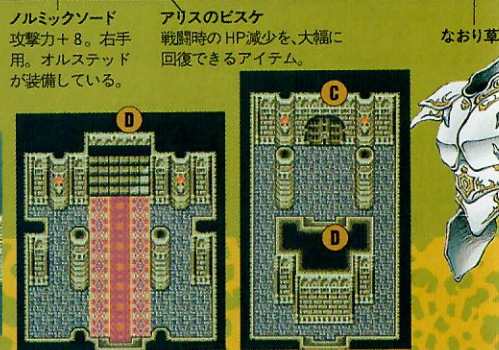 ノルミックソード
攻撃力+8。右手
用。オルステッド
が装備している。
アリスのビスケ
戦闘時のHP減少を、大幅に
回復できるアイテム。
なおり草
D
C
D